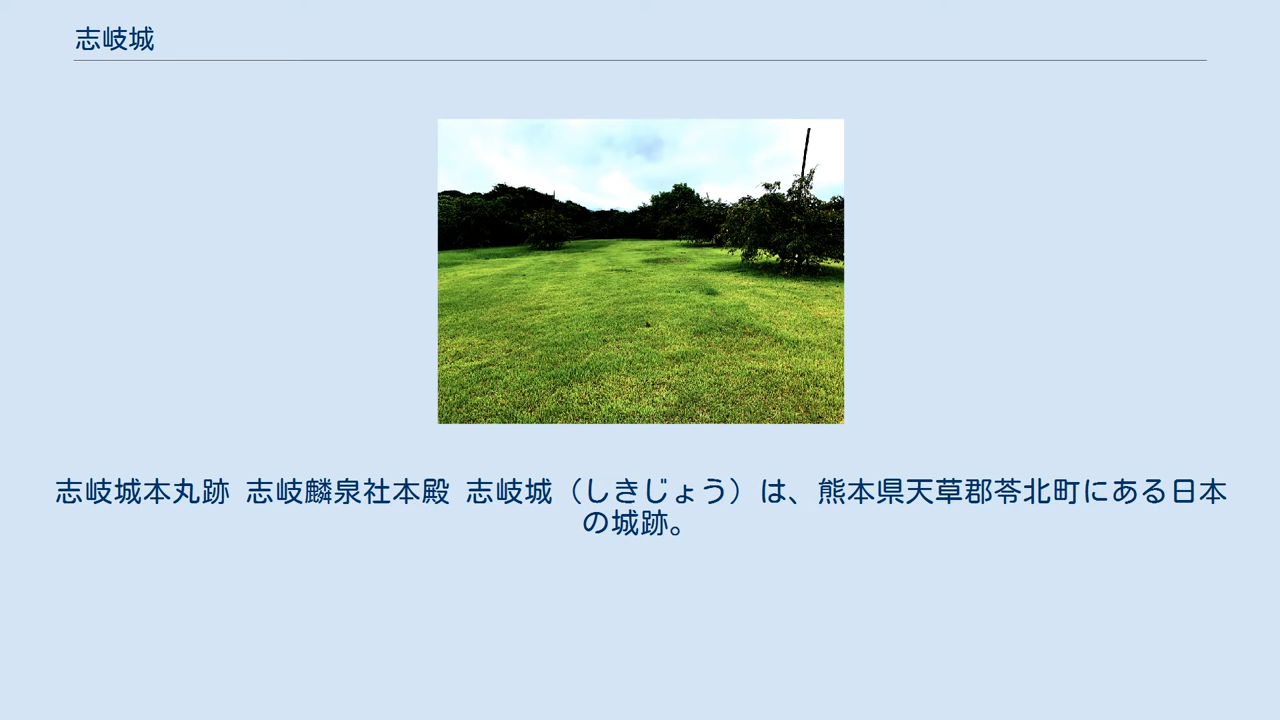 志岐城
志岐城本丸跡 志岐麟泉社本殿 志岐城（しきじょう）は、熊本県天草郡苓北町にある日本
の城跡。